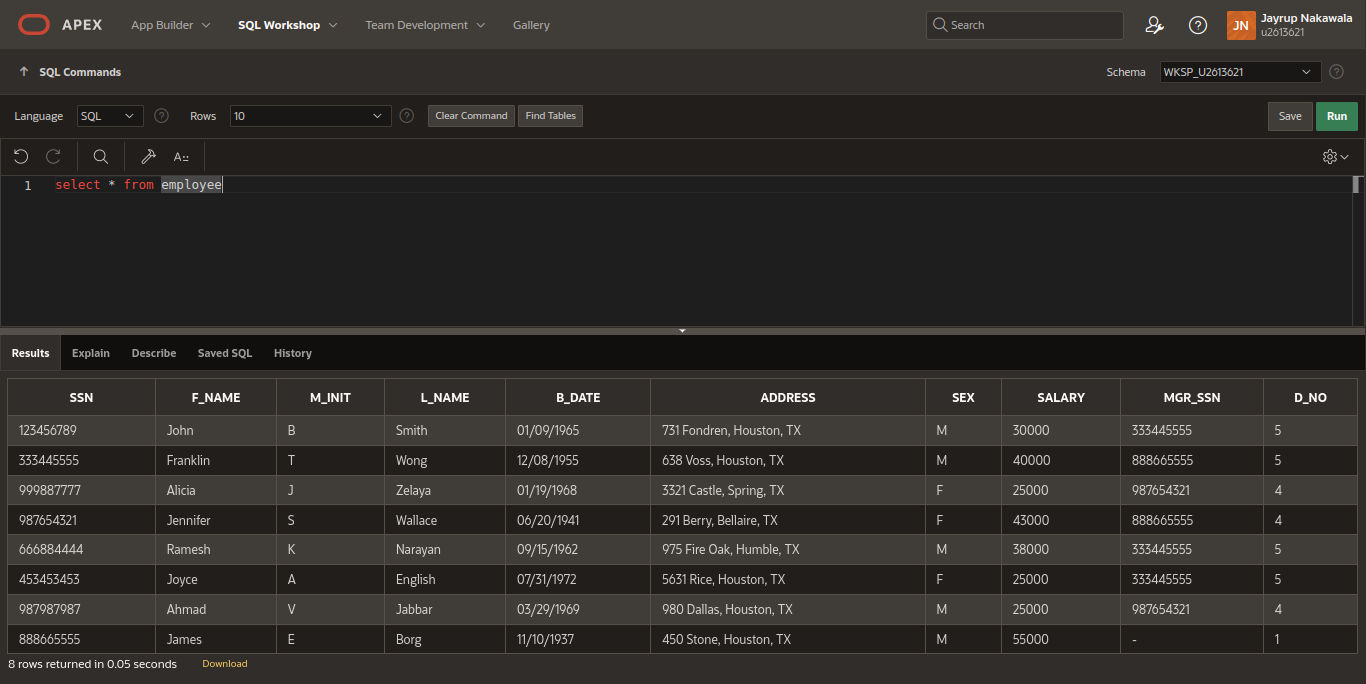 APEX App Builder SQL Workshop Team Development Gallery Search JN Jayrup Nakawala
u2613621
SQL Commands Schema WKSP_U2613621
Language SQL Rows 10 Clear Command Find Tables Save Run
1 select * from employee
Results Explain Describe Saved SQL History
SSN F_NAME M_INIT L_NAME B_DATE ADDRESS SEX SALARY MGR_SSN D_NO
123456789 John B Smith 01/09/1965 731 Fondren, Houston, TX M 30000 333445555 5
333445555 Franklin T Wong 12/08/1955 638 Voss, Houston, TX M 40000 888665555 5
999887777 Alicia J Zelaya 01/19/1968 3321 Castle, Spring, TX F 25000 987654321 4
987654321 Jennifer S Wallace 06/20/1941 291 Berry, Bellaire, TX F 43000 888665555 4
666884444 Ramesh K Narayan 09/15/1962 975 Fire Oak, Humble, TX M 38000 333445555 5
453453453 Joyce A English 07/31/1972 5631 Rice, Houston, TX F 25000 333445555 5
987987987 Ahmad V Jabbar 03/29/1969 980 Dallas, Houston, TX M 25000 987654321 4
888665555 James E Borg 11/10/1937 450 Stone, Houston, TX M 55000 - 1
8 rows returned in 0.05 seconds Download